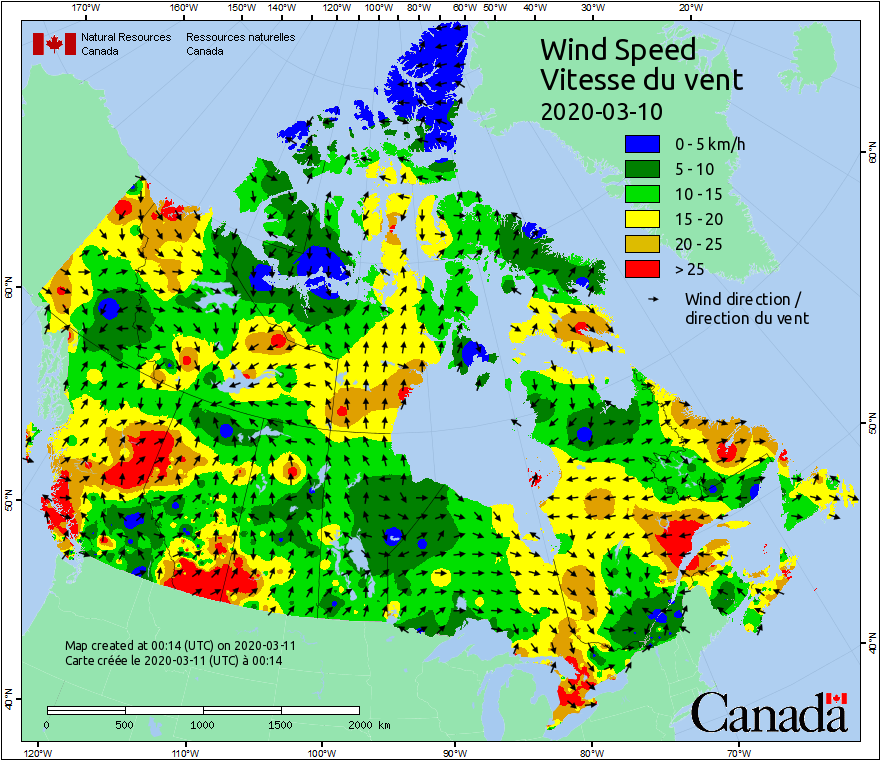 170°W 160°W 150°W 140°W 120°W 100°W 80°W 60°W 50°W 40°W 30°W 20°W
Natural Resources Ressources naturelles
Canada Canada
Wind Speed
Vitesse du vent
2020-03-10
0 - 5 km/h
5 - 10
10 - 15
15 - 20
20 - 25
> 25
Wind direction /
direction du vent
60°N
60°N
50°N
50°N
40°N
40°N
Map created at 00:14 (UTC) on 2020-03-11
Carte créée le 2020-03-11 (UTC) à 00:14
0 500 1000 1500 2000 km
Canada
120°W 110°W 100°W 90°W 80°W 70°W